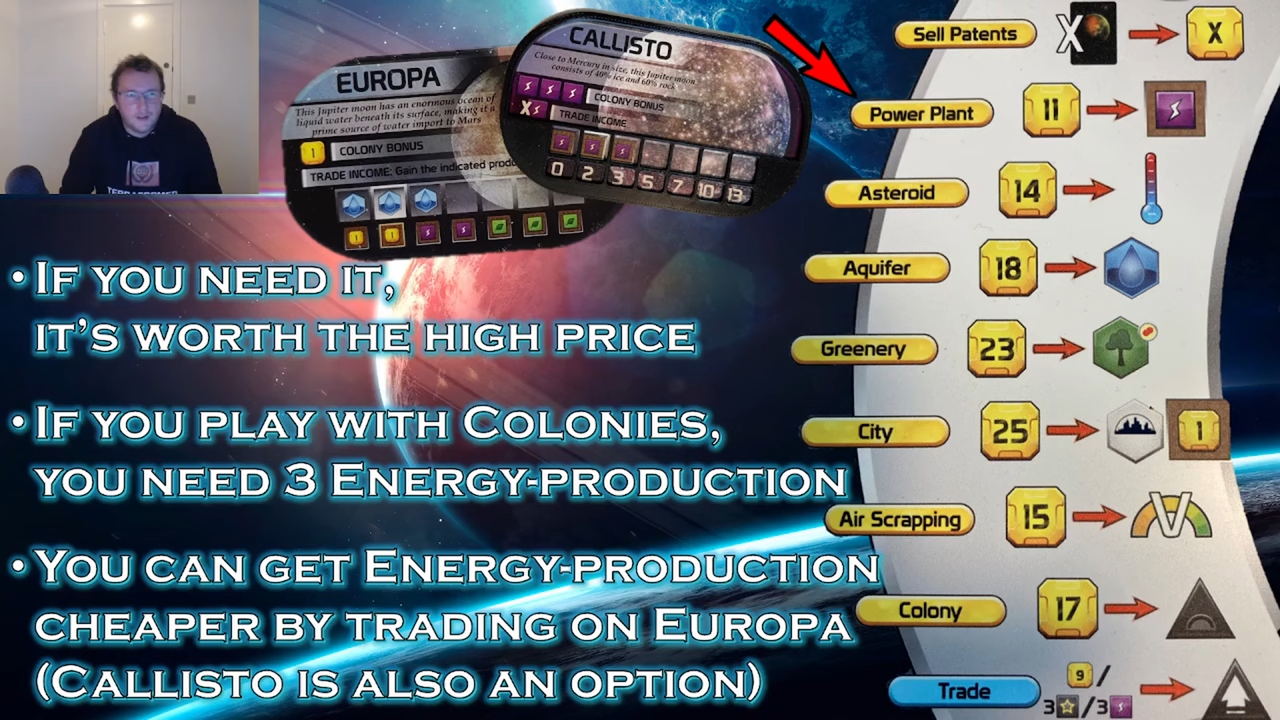 EUROPA
This Jupiter moon has an enormous ocean of
liquid water beneath its surface, making it a
prime source of water import to Mars
1 COLONY BONUS
TRADE INCOME: Gain the indicated
1 1
CALLISTO
Close to Mercury in size, this Jupiter moon
consists of 40% ice and 60% rock
COLONY BONUS
X TRADE INCOME
0 2 3 5 7 10 13
• If you need it,
it's worth the high price
• If you play with Colonies,
you need 3 Energy-production
• You can get Energy-production
cheaper by trading on Europa
(Callisto is also an option)
Sell Patents X X
Power Plant 11
Asteroid 14
Aquifer 18
Greenery 23
City 25 1
Air Scrapping 15 V
Colony 17
Trade 9 /
3 /3